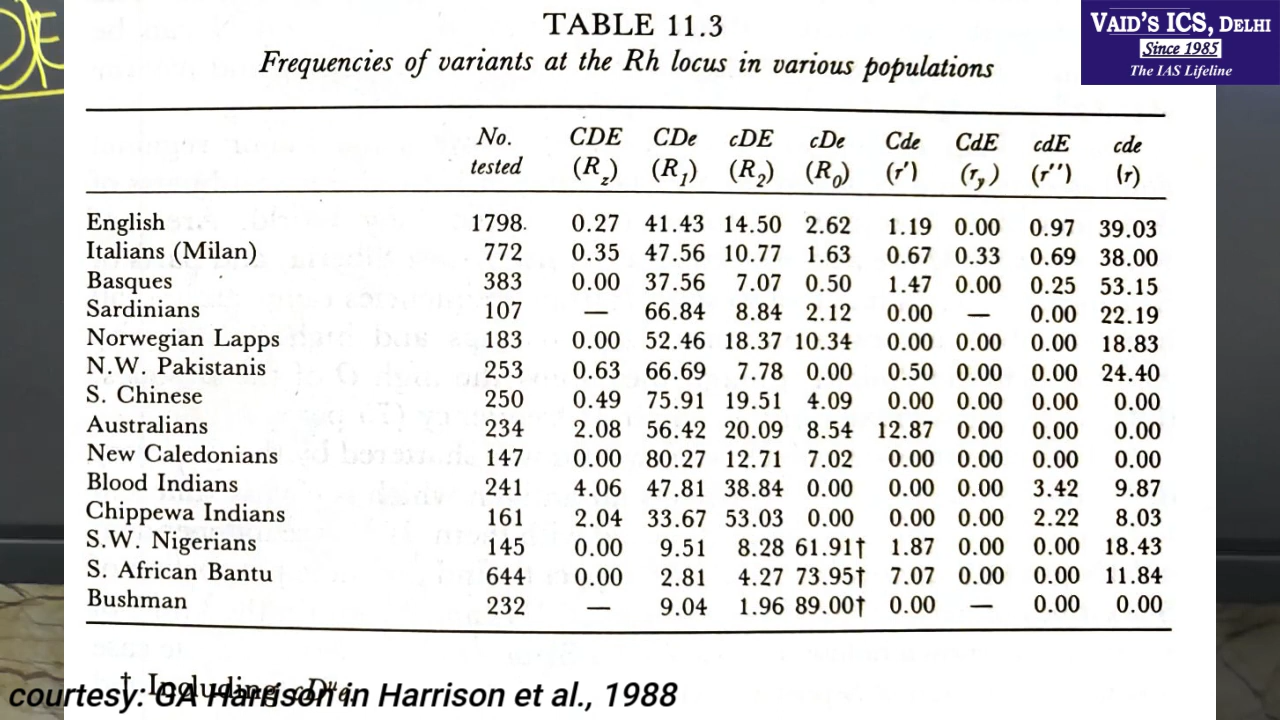 TABLE 11.3
Frequencies of variants at the Rh locus in various populations
VAID'S ICS, DELHI
Since 1985
The IAS Lifeline
No. CDE CDe cDE cDe Cde CdE cdE cde
tested (Rz) (R1) (R2) (R0) (r') (ry) (r'') (r)
English 1798. 0.27 41.43 14.50 2.62 1.19 0.00 0.97 39.03
Italians (Milan) 772 0.35 47.56 10.77 1.63 0.67 0.33 0.69 38.00
Basques 383 0.00 37.56 7.07 0.50 1.47 0.00 0.25 53.15
Sardinians 107 — 66.84 8.84 2.12 0.00 — 0.00 22.19
Norwegian Lapps 183 0.00 52.46 18.37 10.34 0.00 0.00 0.00 18.83
N.W. Pakistanis 253 0.63 66.69 7.78 0.00 0.50 0.00 0.00 24.40
S. Chinese 250 0.49 75.91 19.51 4.09 0.00 0.00 0.00 0.00
Australians 234 2.08 56.42 20.09 8.54 12.87 0.00 0.00 0.00
New Caledonians 147 0.00 80.27 12.71 7.02 0.00 0.00 0.00 0.00
Blood Indians 241 4.06 47.81 38.84 0.00 0.00 0.00 3.42 9.87
Chippewa Indians 161 2.04 33.67 53.03 0.00 0.00 0.00 2.22 8.03
S.W. Nigerians 145 0.00 9.51 8.28 61.91† 1.87 0.00 0.00 18.43
S. African Bantu 644 0.00 2.81 4.27 73.95† 7.07 0.00 0.00 11.84
Bushman 232 — 9.04 1.96 89.00† 0.00 — 0.00 0.00
† Including
courtesy: GA Harrison in Harrison et al., 1988